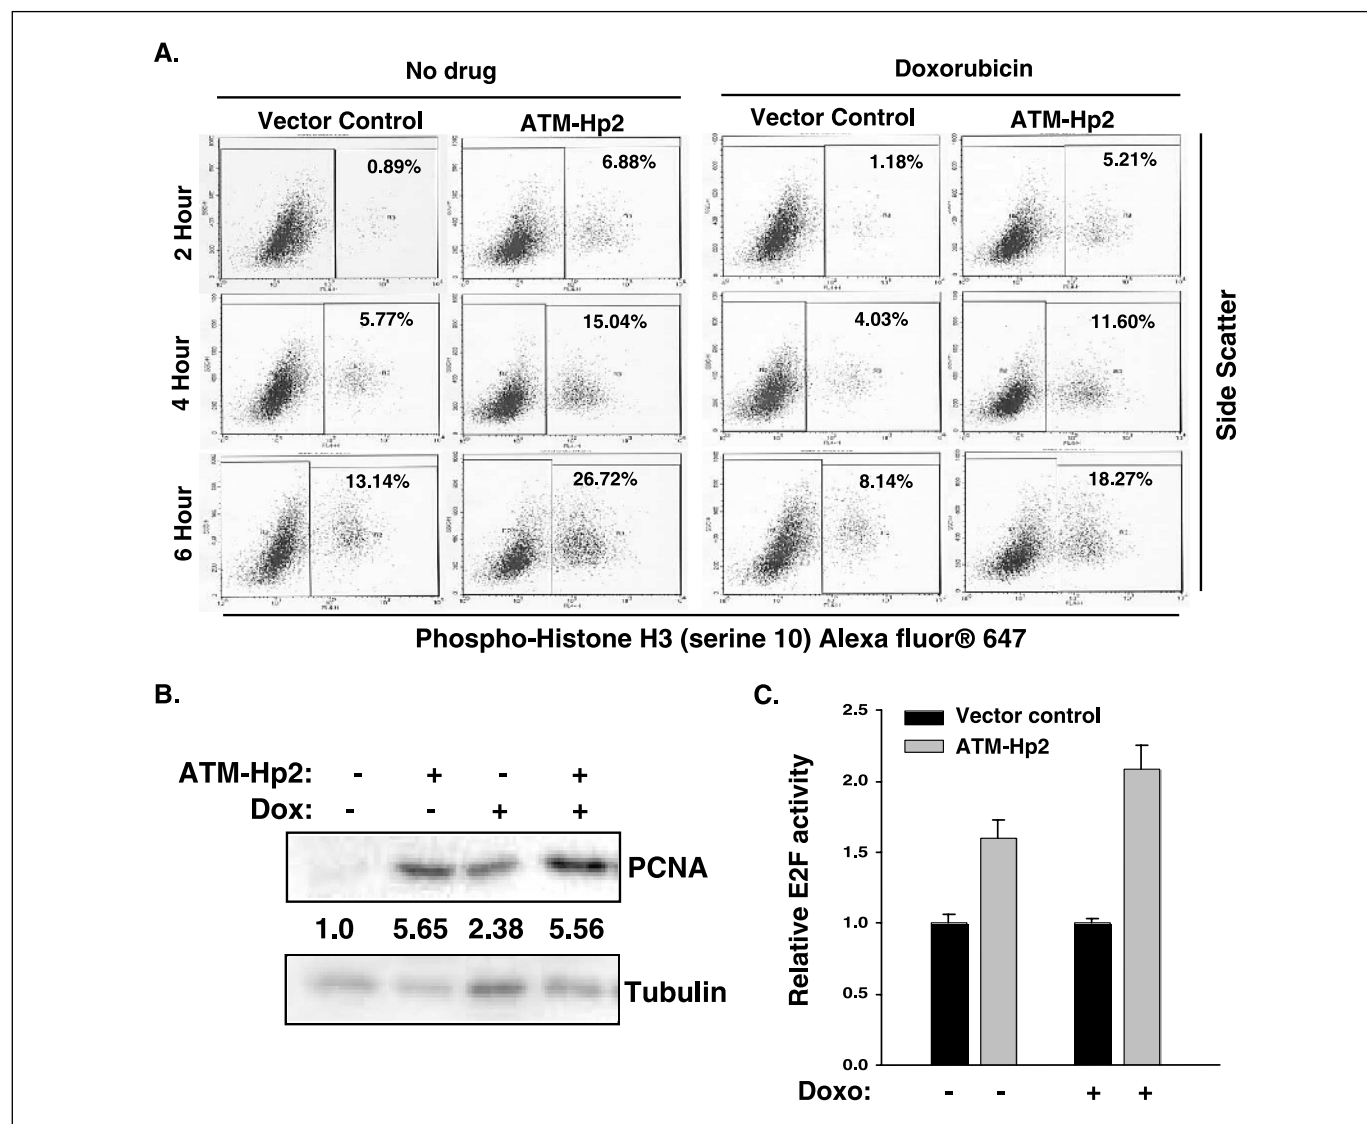 A.
No drug
Doxorubicin
Vector Control
ATM-Hp2
Vector Control
ATM-Hp2
2 Hour
0.89%
6.88%
1.18%
5.21%
4 Hour
5.77%
15.04%
4.03%
11.60%
6 Hour
13.14%
26.72%
8.14%
18.27%
Side Scatter
Phospho-Histone H3 (serine 10) Alexa fluor® 647
B.
ATM-Hp2: - + - +
Dox: - - + +
PCNA
1.0 5.65 2.38 5.56
Tubulin
C.
Vector control
ATM-Hp2
Relative E2F activity
2.5
2.0
1.5
1.0
0.5
0.0
Doxo: - - + +